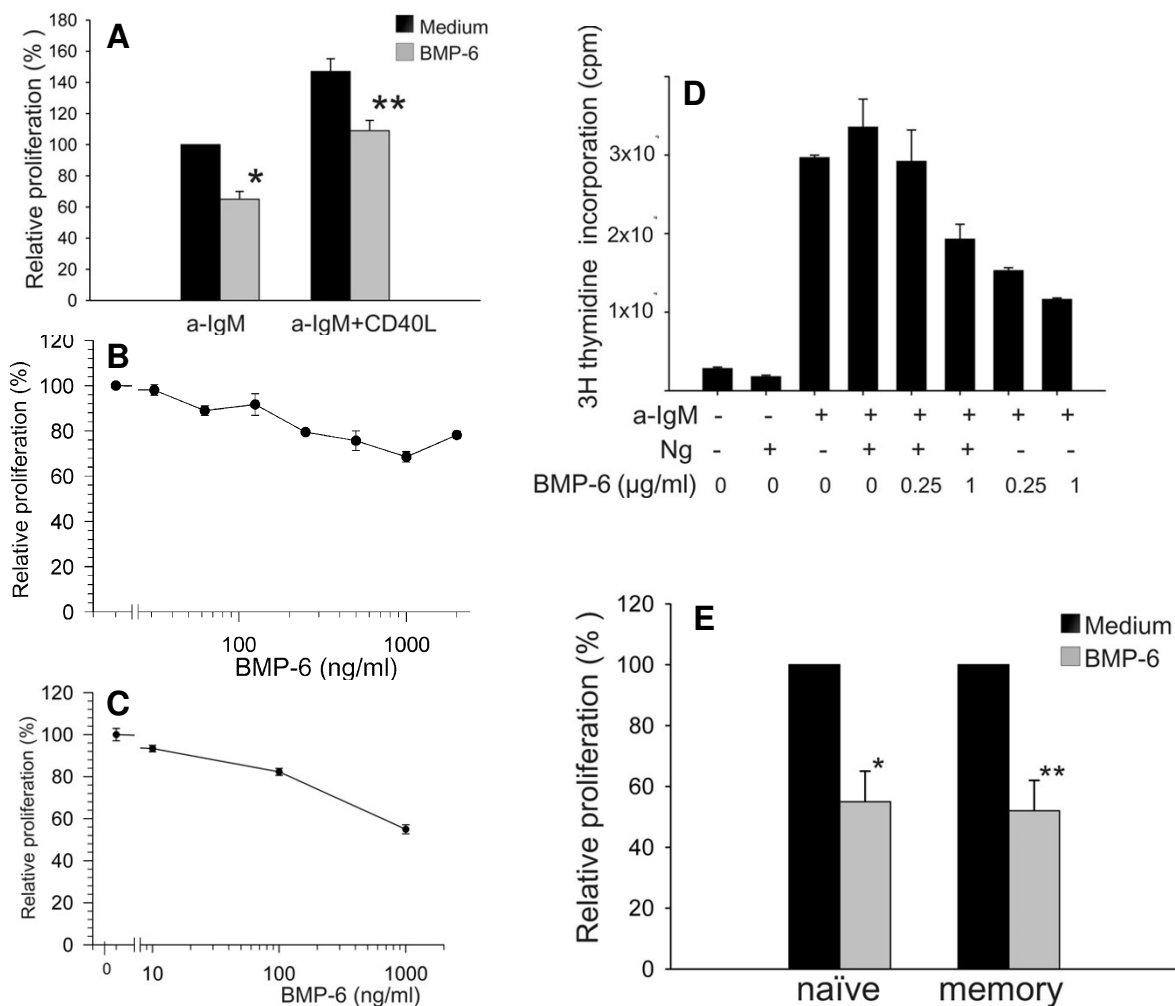 A
Medium
BMP-6
Relative proliferation (%)
180
160
140
120
100
80
60
40
20
0
*
**
a-IgM a-IgM+CD40L
B
Relative proliferation (%)
120
100
80
60
40
20
0
100 1000
BMP-6 (ng/ml)
C
Relative proliferation (%)
120
100
80
60
40
20
0
0 10 100 1000
BMP-6 (ng/ml)
D
3H thymidine incorporation (cpm)
3x10
2x10
1x10
a-IgM - - + + + + + +
Ng - + - + + + - -
BMP-6 (µg/ml) 0 0 0 0 0.25 1 0.25 1
E
Medium
BMP-6
Relative proliferation (%)
120
100
80
60
40
20
0
*
**
naïve memory